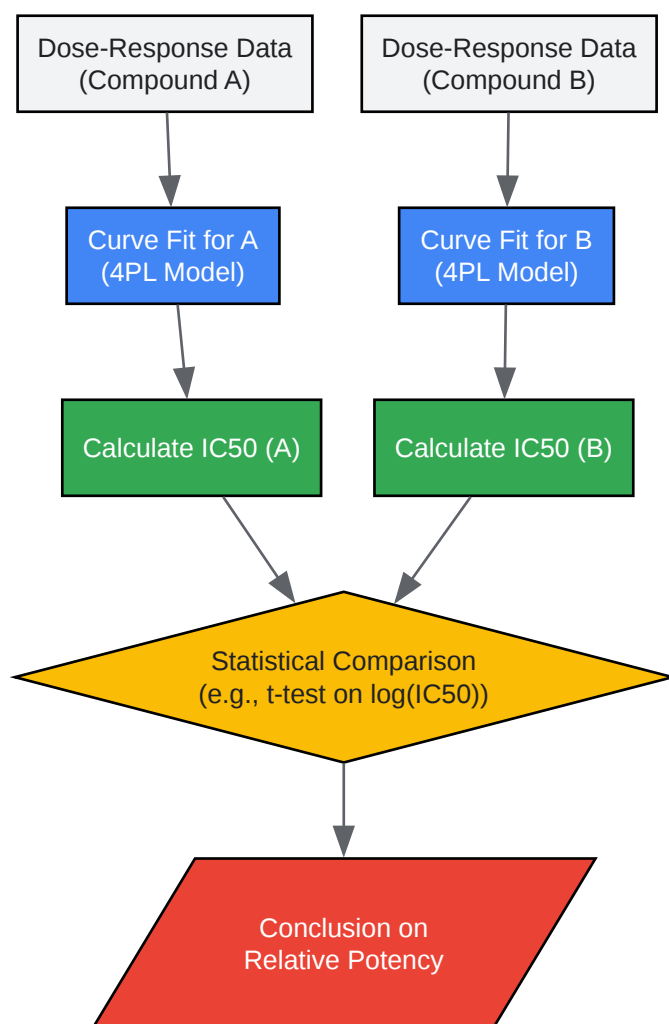 Dose-Response Data
(Compound A)
Dose-Response Data
(Compound B)
Curve Fit for A
(4PL Model)
Curve Fit for B
(4PL Model)
Calculate IC50 (A)
Calculate IC50 (B)
Statistical Comparison
(e.g., t-test on log(IC50))
Conclusion on
Relative Potency